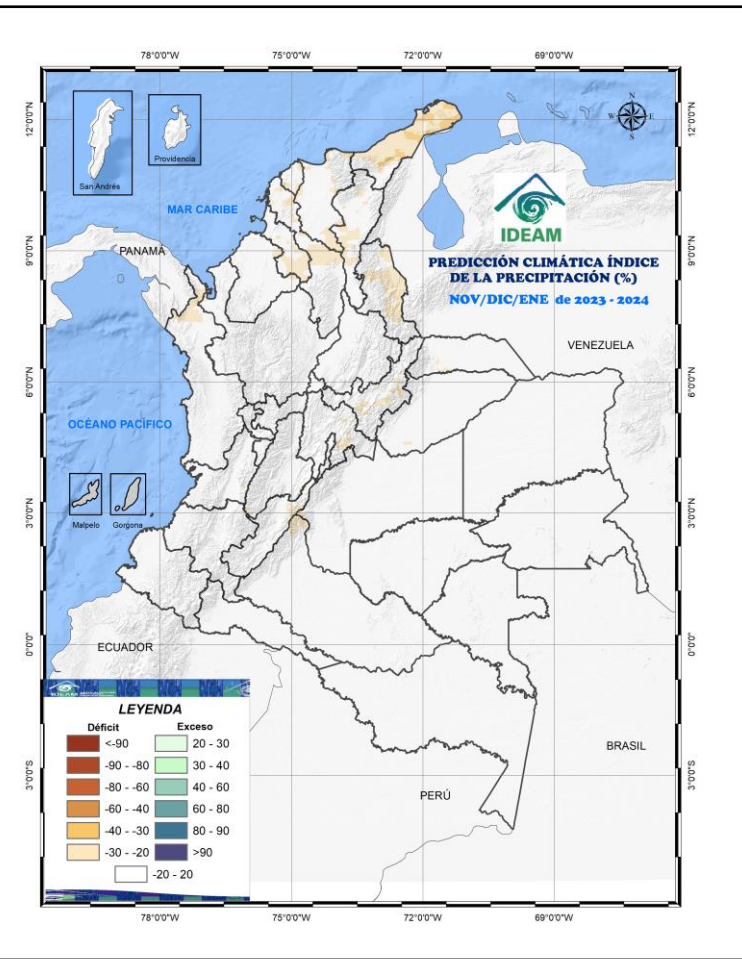 78°0'0"W 75°0'0"W 72°0'0"W 69°0'0"W
12°0'0"N 12°0'0"N
N
W E
S
San Andrés
Providencia
MAR CARIBE
IDEAM
9°0'0"N 9°0'0"N
PANAMÁ
PREDICCIÓN CLIMÁTICA ÍNDICE
DE LA PRECIPITACIÓN (%)
NOV/DIC/ENE de 2023 - 2024
VENEZUELA
6°0'0"N 6°0'0"N
OCÉANO PACÍFICO
3°0'0"N 3°0'0"N
Malpelo Gorgona
0°0'0" 0°0'0"
ECUADOR
IDEAM
LEYENDA
Déficit Exceso
<-90 20 - 30
-90 - -80 30 - 40
-80 - -60 40 - 60
-60 - -40 60 - 80
-40 - -30 80 - 90
-30 - -20 >90
-20 - 20
BRASIL
3°0'0"S 3°0'0"S
PERÚ
78°0'0"W 75°0'0"W 72°0'0"W 69°0'0"W